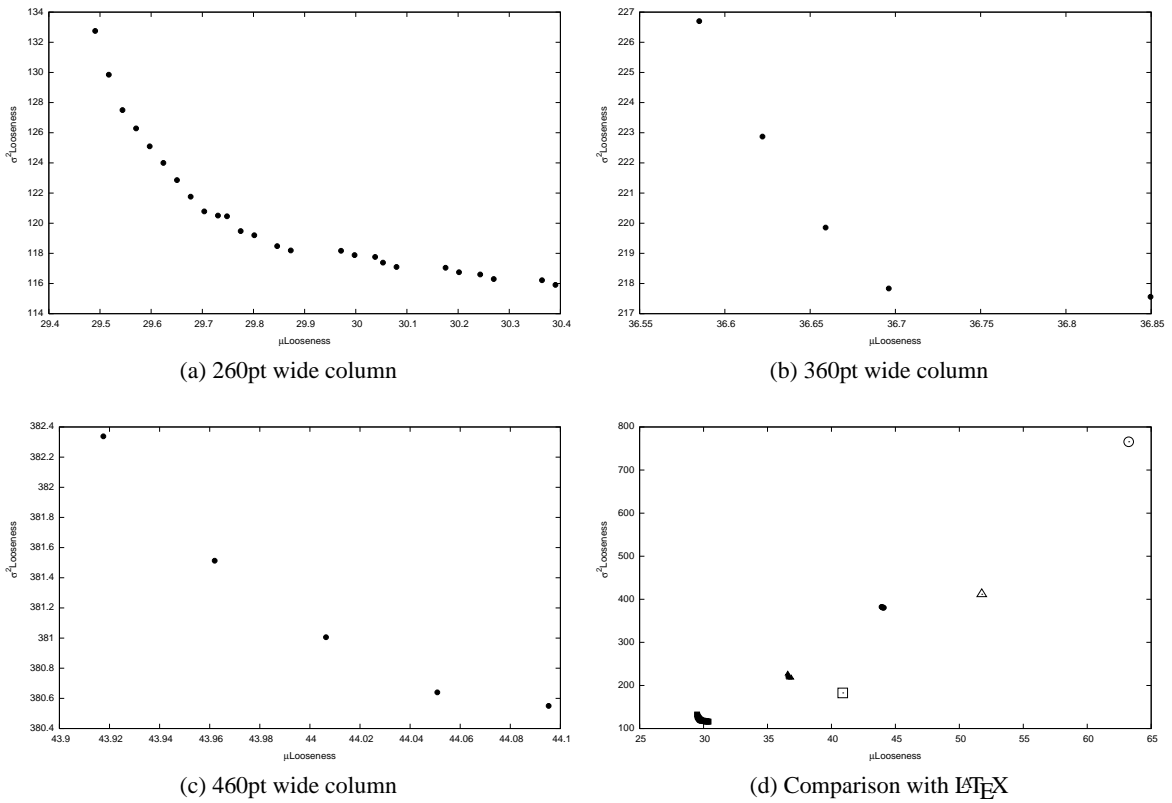 134
132
130
128
126
124
122
120
118
116
114
29.4 29.5 29.6 29.7 29.8 29.9 30 30.1 30.2 30.3 30.4
σ²Looseness
μLooseness
(a) 260pt wide column
227
226
225
224
223
222
221
220
219
218
217
36.55 36.6 36.65 36.7 36.75 36.8 36.85
σ²Looseness
μLooseness
(b) 360pt wide column
382.4
382.2
382
381.8
381.6
381.4
381.2
381
380.8
380.6
380.4
43.9 43.92 43.94 43.96 43.98 44 44.02 44.04 44.06 44.08 44.1
σ²Looseness
μLooseness
(c) 460pt wide column
800
700
600
500
400
300
200
100
25 30 35 40 45 50 55 60 65
σ²Looseness
μLooseness
(d) Comparison with LATEX